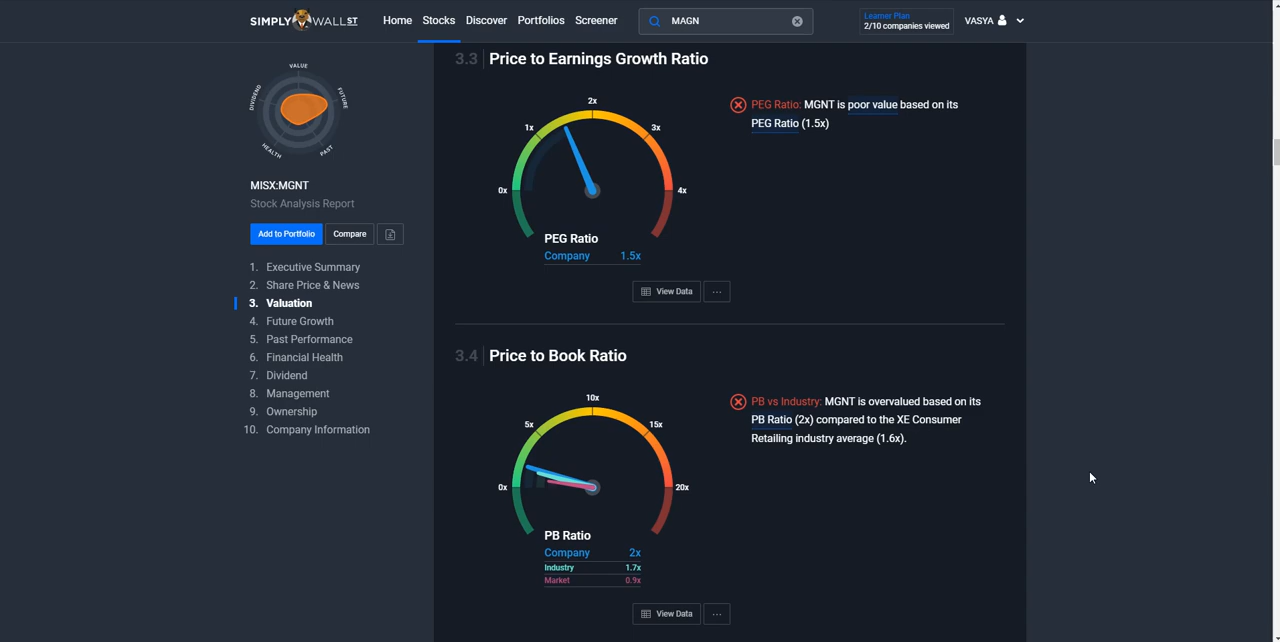 SIMPLY WALL ST
Home Stocks Discover Portfolios Screener
MAGN
Learner Plan
2/10 companies viewed
VASYA
VALUE
FUTURE
PAST
HEALTH
DIVIDEND
MISX:MGNT
Stock Analysis Report
Add to Portfolio Compare
1. Executive Summary
2. Share Price & News
3. Valuation
4. Future Growth
5. Past Performance
6. Financial Health
7. Dividend
8. Management
9. Ownership
10. Company Information
3.3 Price to Earnings Growth Ratio
0x
1x
2x
3x
4x
PEG Ratio
Company 1.5x
PEG Ratio: MGNT is poor value based on its
PEG Ratio (1.5x)
View Data ...
3.4 Price to Book Ratio
0x
5x
10x
15x
20x
PB Ratio
Company 2x
Industry 1.7x
Market 0.9x
PB vs Industry: MGNT is overvalued based on its
PB Ratio (2x) compared to the XE Consumer
Retailing industry average (1.6x).
View Data ...